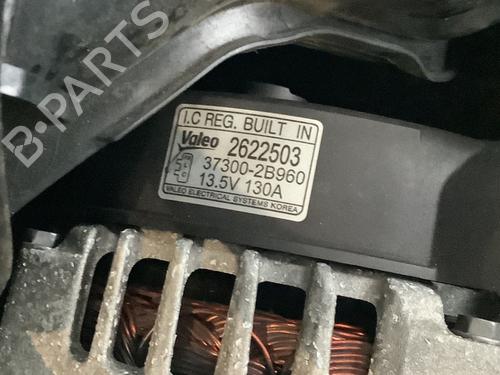 B-PARTS
I.C REG. BUILT IN
Valeo 2622503
37300-2B960
13.5V 130A
VALEO ELECTRICAL SYSTEMS KOREA